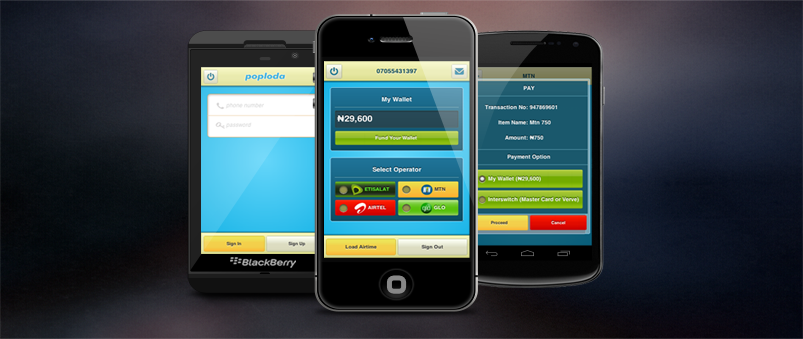 poploda
phone number
password
Sign In
Sign Up
BlackBerry
07055431397
My Wallet
₦29,600
Fund Your Wallet
Select Operator
ETISALAT
MTN
AIRTEL
GLO
Load Airtime
Sign Out
MTN
PAY
Transaction No: 947869601
Item Name: Mtn 750
Amount: ₦750
Payment Option
My Wallet (₦29,600)
Interswitch (Master Card or Verve)
Proceed
Cancel